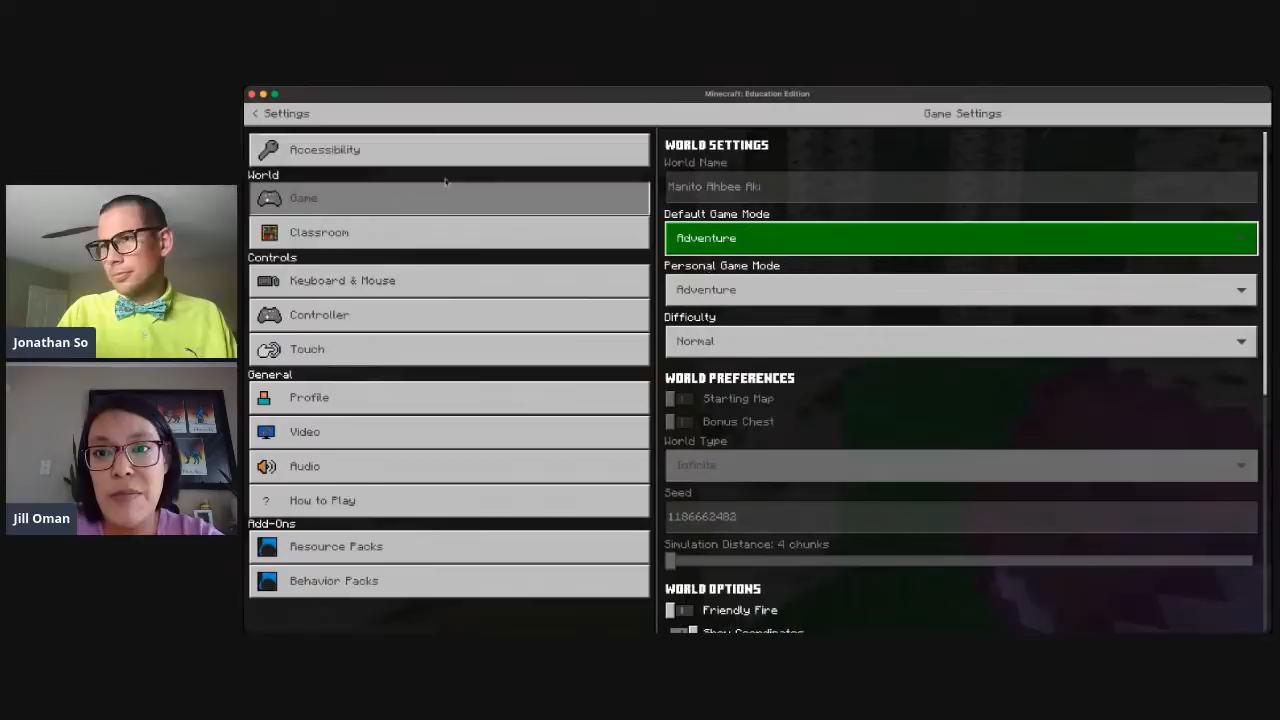 Minecraft: Education Edition
< Settings
Game Settings
Accessibility
World
Game
Classroom
Controls
Keyboard & Mouse
Controller
Touch
General
Profile
Video
Audio
? How to Play
Add-Ons
Resource Packs
Behavior Packs
WORLD SETTINGS
World Name
Manito Ahbee Aki
Default Game Mode
Adventure
Personal Game Mode
Adventure
Difficulty
Normal
WORLD PREFERENCES
Starting Map
Bonus Chest
World Type
Infinite
Seed
1186662482
Simulation Distance: 4 chunks
WORLD OPTIONS
Friendly Fire
Show Coordinates
Jonathan So
Jill Oman